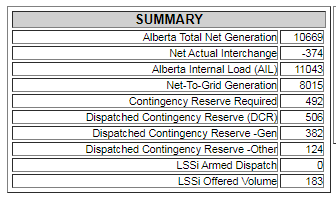 SUMMARY
Alberta Total Net Generation 10669
Net Actual Interchange -374
Alberta Internal Load (AIL) 11043
Net-To-Grid Generation 8015
Contingency Reserve Required 492
Dispatched Contingency Reserve (DCR) 506
Dispatched Contingency Reserve -Gen 382
Dispatched Contingency Reserve -Other 124
LSSi Armed Dispatch 0
LSSi Offered Volume 183